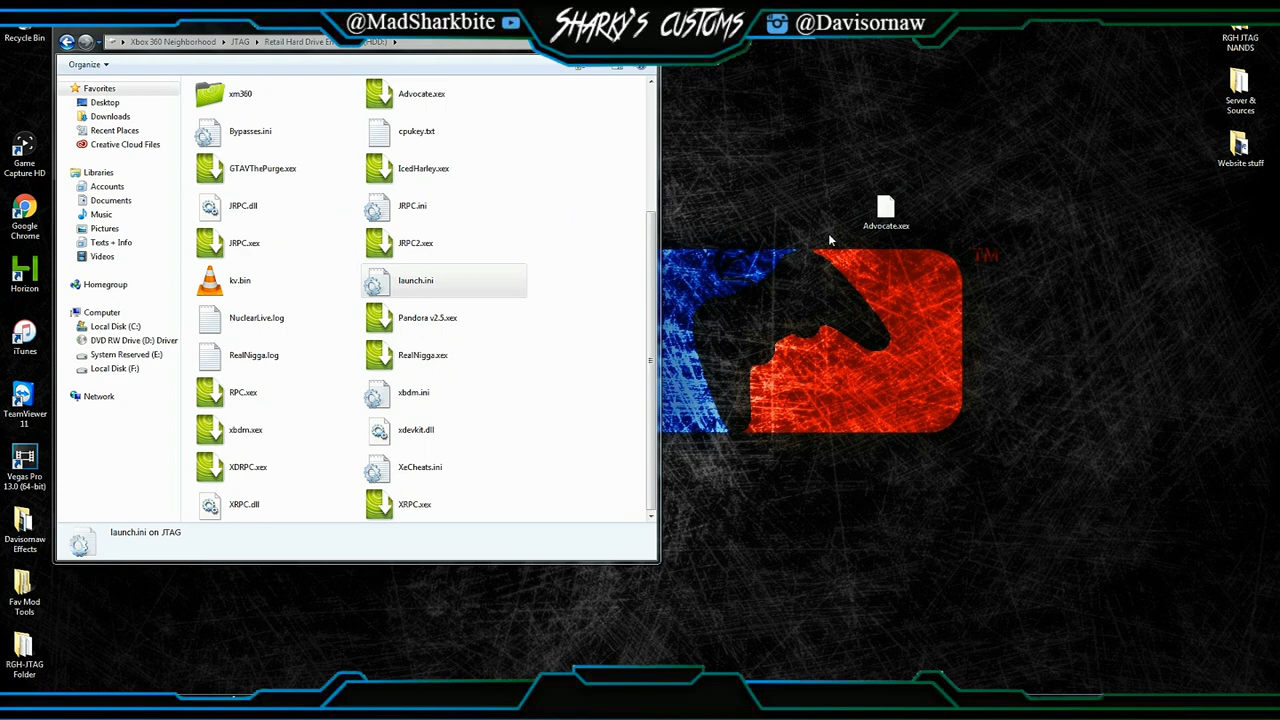 @MadSharkbite
SHARKY'S CUSTOMS
@Davisornaw
Recycle Bin
Xbox 360 Neighborhood ▸ JTAG ▸ Retail Hard Drive E (HDD:) ▸
Organize
Favorites
Desktop
Downloads
Recent Places
Creative Cloud Files
Libraries
Accounts
Documents
Music
Pictures
Texts + Info
Videos
Homegroup
Computer
Local Disk (C:)
DVD RW Drive (D:) Driver
System Reserved (E:)
Local Disk (F:)
Network
xm360
Advocate.xex
Bypasses.ini
cpukey.txt
GTAVThePurge.xex
IcedHarley.xex
JRPC.dll
JRPC.ini
JRPC.xex
JRPC2.xex
kv.bin
launch.ini
NuclearLive.log
Pandora v2.5.xex
RealNigga.log
RealNigga.xex
RPC.xex
xbdm.ini
xbdm.xex
xdevkit.dll
XDRPC.xex
XeCheats.ini
XRPC.dll
XRPC.xex
launch.ini on JTAG
Game
Capture HD
Google
Chrome
Horizon
iTunes
TeamViewer
11
Vegas Pro
13.0 (64-bit)
Davisornaw
Effects
Fav Mod
Tools
RGH-JTAG
Folder
Advocate.xex
TM
RGH JTAG
NANDS
Server &
Sources
Website stuff